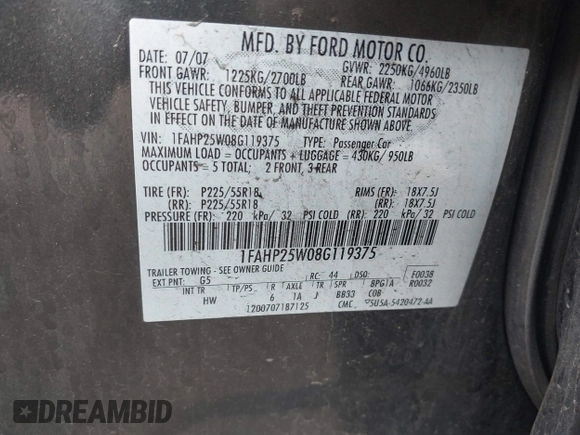 MFD. BY FORD MOTOR CO.
DATE: 07/07 GVWR: 2250KG/4960LB
FRONT GAWR: 1225KG/2700LB REAR GAWR: 1066KG/2350LB
THIS VEHICLE CONFORMS TO ALL APPLICABLE FEDERAL MOTOR
VEHICLE SAFETY, BUMPER, AND THEFT PREVENTION STANDARDS
IN EFFECT ON THE DATE OF MANUFACTURE SHOWN ABOVE.
VIN: 1FAHP25W08G119375 TYPE: Passenger Car
MAXIMUM LOAD = OCCUPANTS + LUGGAGE = 430KG/ 950LB
OCCUPANTS = 5 TOTAL; 2 FRONT, 3 REAR
TIRE (FR): P225/55R18 RIMS (FR): 18X7.5J
(RR): P225/55R18 (RR): 18X7.5J
PRESSURE (FR): 220 kPa/ 32 PSI COLD (RR): 220 kPa/ 32 PSI COLD
1FAHP25W08G119375
TRAILER TOWING - SEE OWNER GUIDE
EXT PNT: G5 RC: 44 DSO: F0038
INT TR TP/PS R AXLE TR SPR BPG1A R0032
HW 6 1A J BB33 COB
1200707187125 CMC 5U5A-5420472-AA
DREAMBID